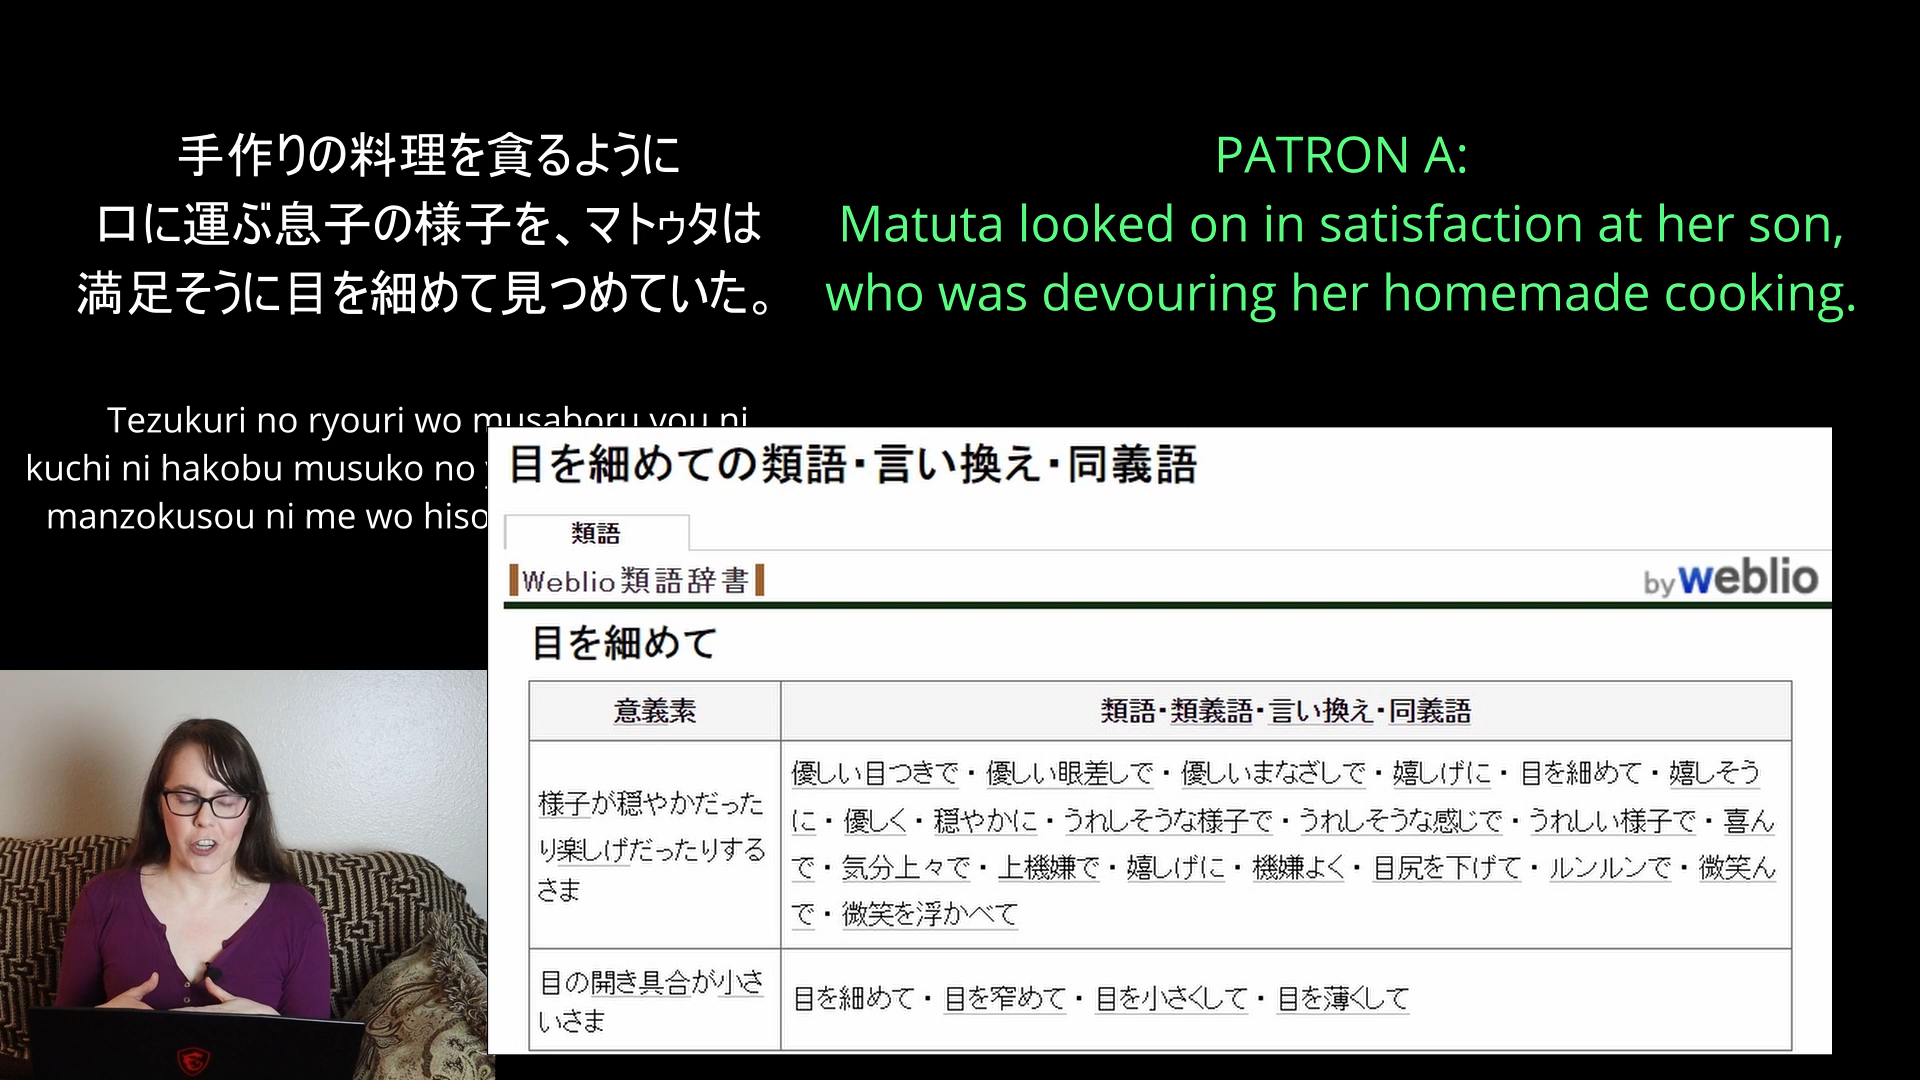 手作りの料理を貪るように
口に運ぶ息子の様子を、マトゥタは
満足そうに目を細めて見つめていた。
PATRON A:
Matuta looked on in satisfaction at her son,
who was devouring her homemade cooking.
Tezukuri no ryouri wo musaboru you ni
kuchi ni hakobu musuko no
manzokusou ni me wo hiso
目を細めての類語・言い換え・同義語
類語
Weblio類語辞書
by weblio
目を細めて
意義素
類語・類義語・言い換え・同義語
様子が穏やかだった
り楽しげだったりする
さま
優しい目つきで・優しい眼差しで・優しいまなざしで・嬉しげに・目を細めて・嬉しそう
に・優しく・穏やかに・うれしそうな様子で・うれしそうな感じで・うれしい様子で・喜ん
で・気分上々で・上機嫌で・嬉しげに・機嫌よく・目尻を下げて・ルンルンで・微笑ん
で・微笑を浮かべて
目の開き具合が小さ
いさま
目を細めて・目を窄めて・目を小さくして・目を薄くして